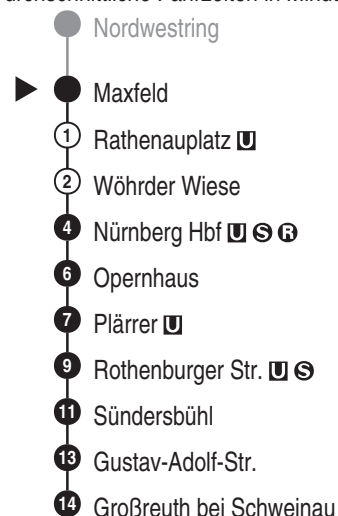 Durchschnittliche Fahrzeiten in Minuten
Nordwestring
Maxfeld
1 Rathenauplatz U
2 Wöhrder Wiese
4 Nürnberg Hbf U S R
6 Opernhaus
7 Plärrer U
9 Rothenburger Str. U S
11 Sündersbühl
13 Gustav-Adolf-Str.
14 Großreuth bei Schweinau